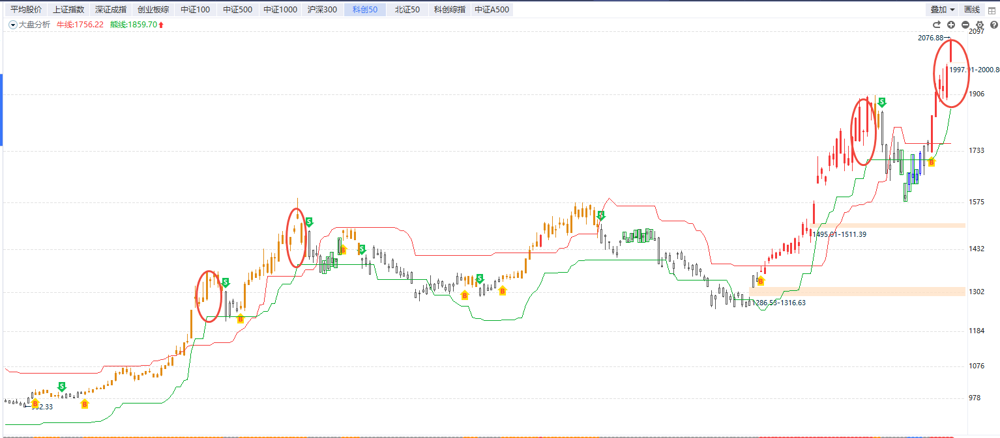 平均股价 上证指数 深证成指 创业板综 中证100 中证500 中证1000 沪深300 科创50 北证50 科创综指 中证A500 叠加 画线
大盘分析 牛线:1756.22 熊线:1859.70
2097
2076.88
1997.91-2000.8
1906
S
1733
B
1575
S
S
1495.01-1511.39
B
S
1432
S
S
B
B
B
1302
1286.53-1316.63
B
1184
1076
S
978
B
B